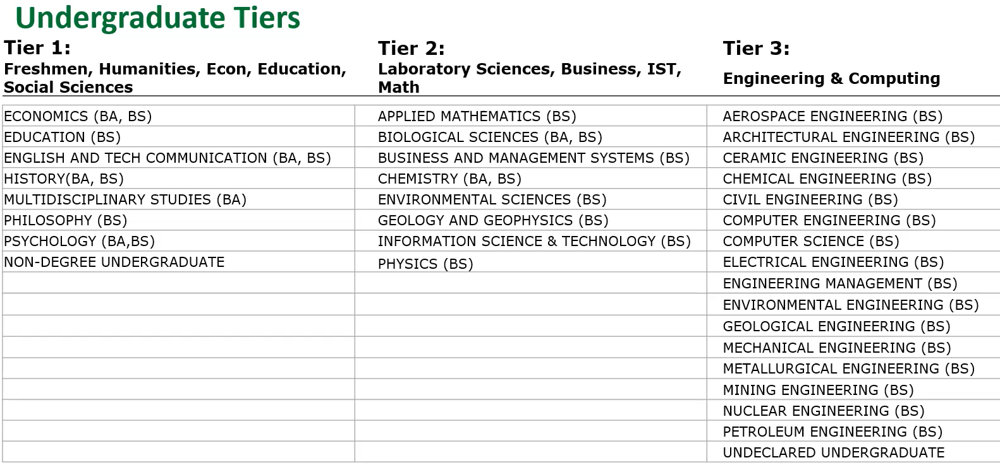 Undergraduate Tiers
Tier 1:
Freshmen, Humanities, Econ, Education,
Social Sciences
ECONOMICS (BA, BS)
EDUCATION (BS)
ENGLISH AND TECH COMMUNICATION (BA, BS)
HISTORY(BA, BS)
MULTIDISCIPLINARY STUDIES (BA)
PHILOSOPHY (BS)
PSYCHOLOGY (BA,BS)
NON-DEGREE UNDERGRADUATE
Tier 2:
Laboratory Sciences, Business, IST,
Math
APPLIED MATHEMATICS (BS)
BIOLOGICAL SCIENCES (BA, BS)
BUSINESS AND MANAGEMENT SYSTEMS (BS)
CHEMISTRY (BA, BS)
ENVIRONMENTAL SCIENCES (BS)
GEOLOGY AND GEOPHYSICS (BS)
INFORMATION SCIENCE & TECHNOLOGY (BS)
PHYSICS (BS)
Tier 3:
Engineering & Computing
AEROSPACE ENGINEERING (BS)
ARCHITECTURAL ENGINEERING (BS)
CERAMIC ENGINEERING (BS)
CHEMICAL ENGINEERING (BS)
CIVIL ENGINEERING (BS)
COMPUTER ENGINEERING (BS)
COMPUTER SCIENCE (BS)
ELECTRICAL ENGINEERING (BS)
ENGINEERING MANAGEMENT (BS)
ENVIRONMENTAL ENGINEERING (BS)
GEOLOGICAL ENGINEERING (BS)
MECHANICAL ENGINEERING (BS)
METALLURGICAL ENGINEERING (BS)
MINING ENGINEERING (BS)
NUCLEAR ENGINEERING (BS)
PETROLEUM ENGINEERING (BS)
UNDECLARED UNDERGRADUATE